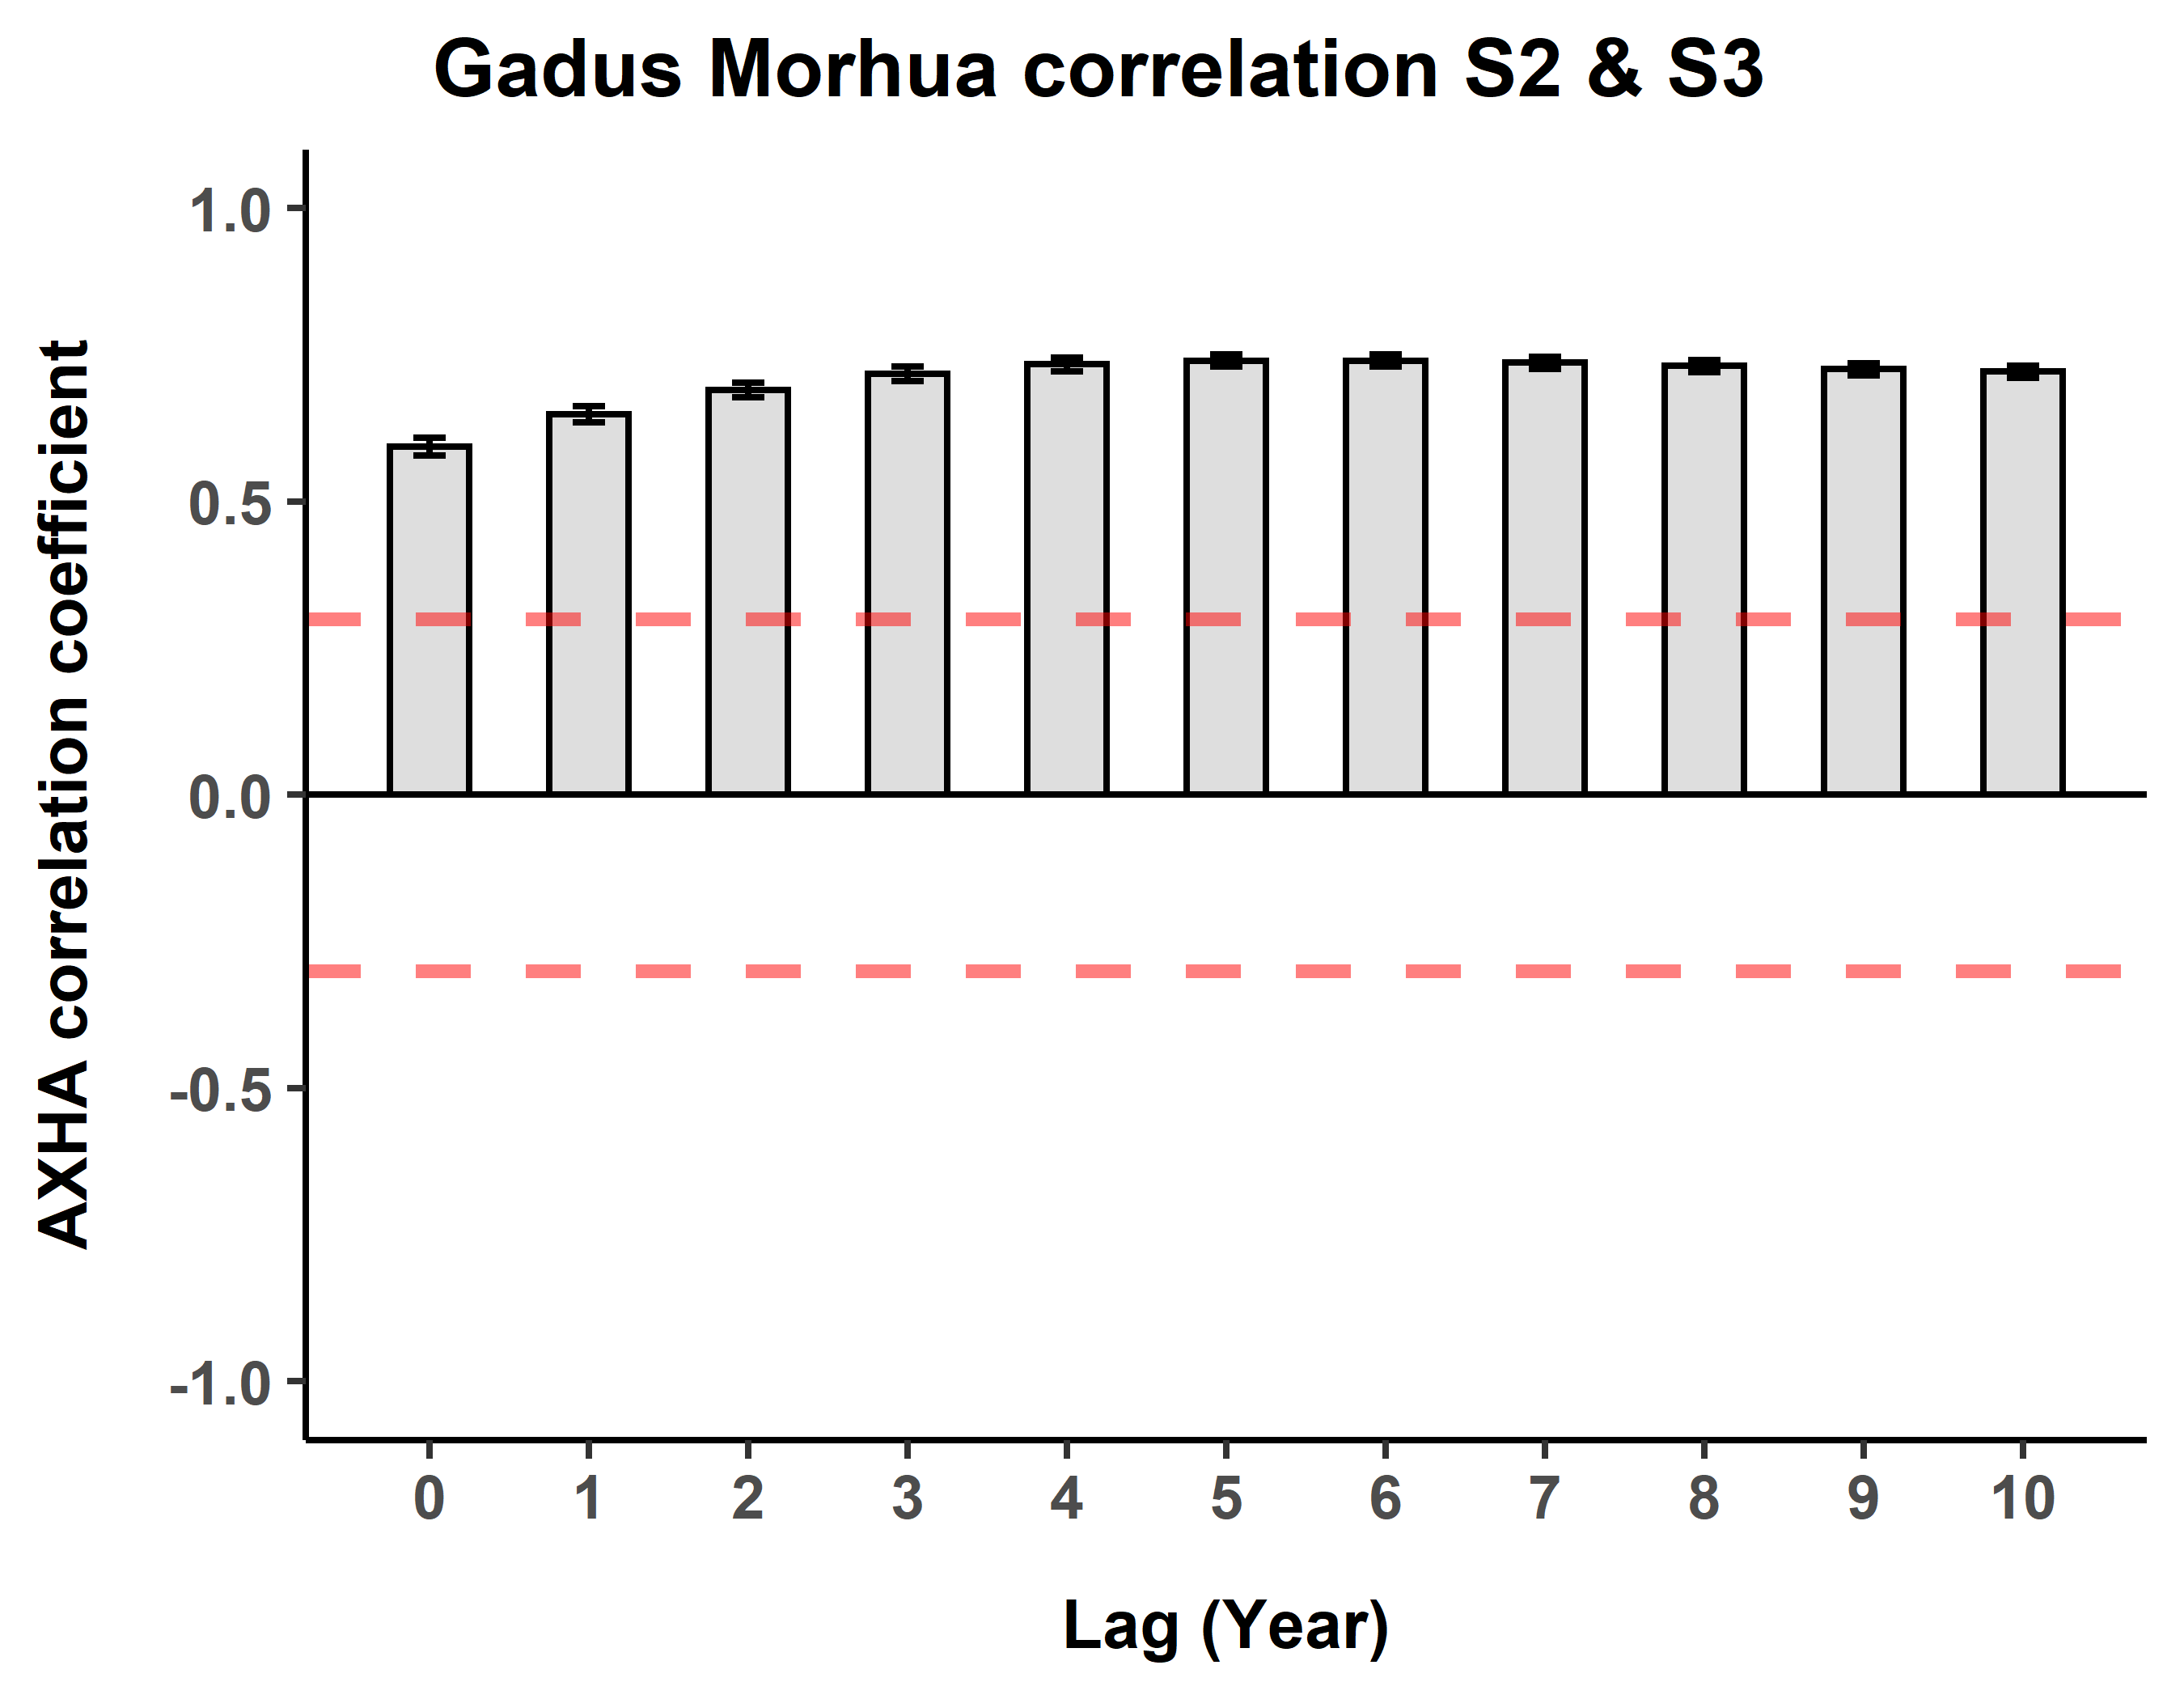 Gadus Morhua correlation S2 & S3
AXHA correlation coefficient
1.0
0.5
0.0
-0.5
-1.0
0 1 2 3 4 5 6 7 8 9 10
Lag (Year)